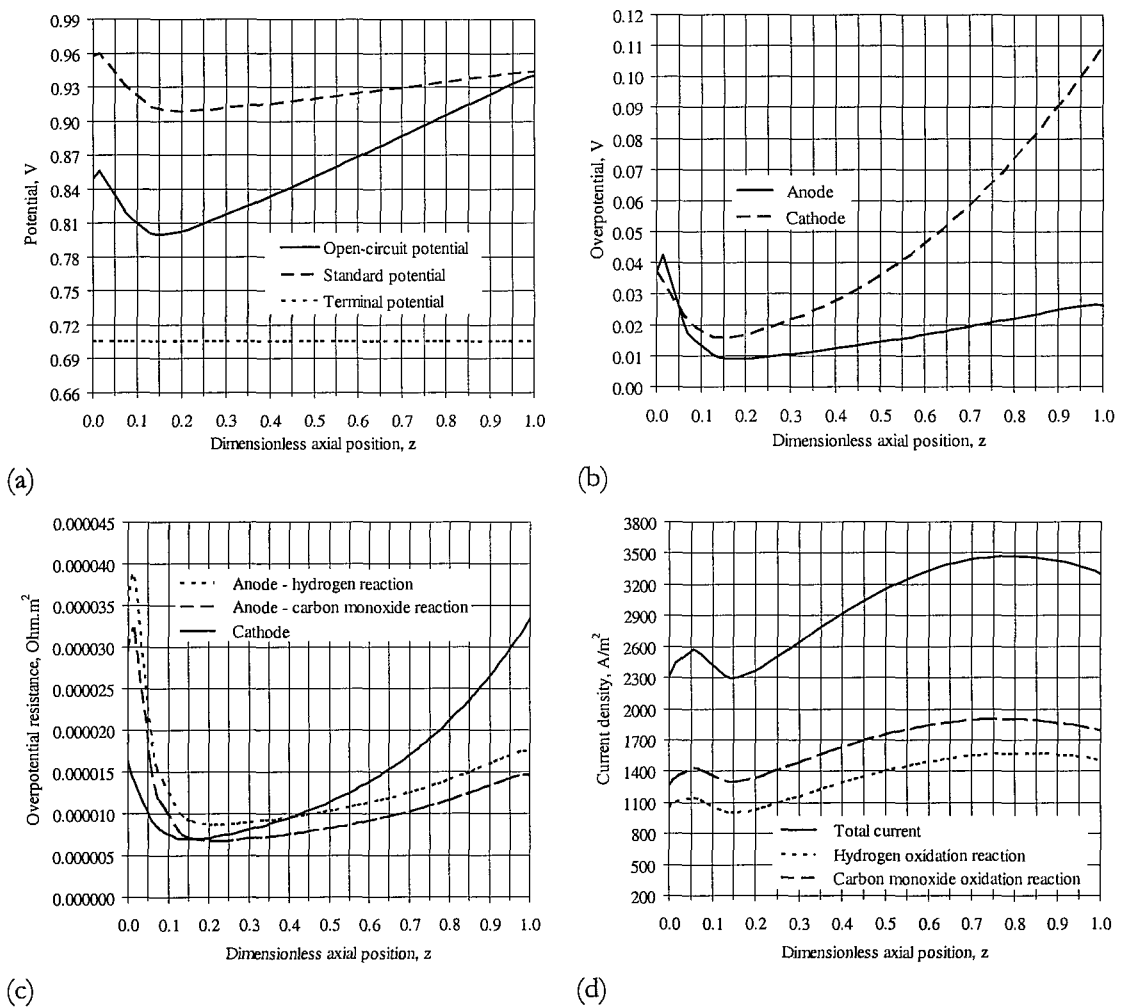 0.99
0.96
0.93
0.90
0.87
0.84
0.81
0.78
0.75
0.72
0.69
0.66
Potential, V
Open-circuit potential
Standard potential
Terminal potential
0.0 0.1 0.2 0.3 0.4 0.5 0.6 0.7 0.8 0.9 1.0
Dimensionless axial position, z
(a)
0.12
0.11
0.10
0.09
0.08
0.07
0.06
0.05
0.04
0.03
0.02
0.01
0.00
Overpotential, V
Anode
Cathode
0.0 0.1 0.2 0.3 0.4 0.5 0.6 0.7 0.8 0.9 1.0
Dimensionless axial position, z
(b)
0.000045
0.000040
0.000035
0.000030
0.000025
0.000020
0.000015
0.000010
0.000005
0.000000
Overpotential resistance, Ohm.m²
Anode - hydrogen reaction
Anode - carbon monoxide reaction
Cathode
0.0 0.1 0.2 0.3 0.4 0.5 0.6 0.7 0.8 0.9 1.0
Dimensionless axial position, z
(c)
3800
3500
3200
2900
2600
2300
2000
1700
1400
1100
800
500
200
Current density, A/m²
Total current
Hydrogen oxidation reaction
Carbon monoxide oxidation reaction
0.0 0.1 0.2 0.3 0.4 0.5 0.6 0.7 0.8 0.9 1.0
Dimensionless axial position, z
(d)